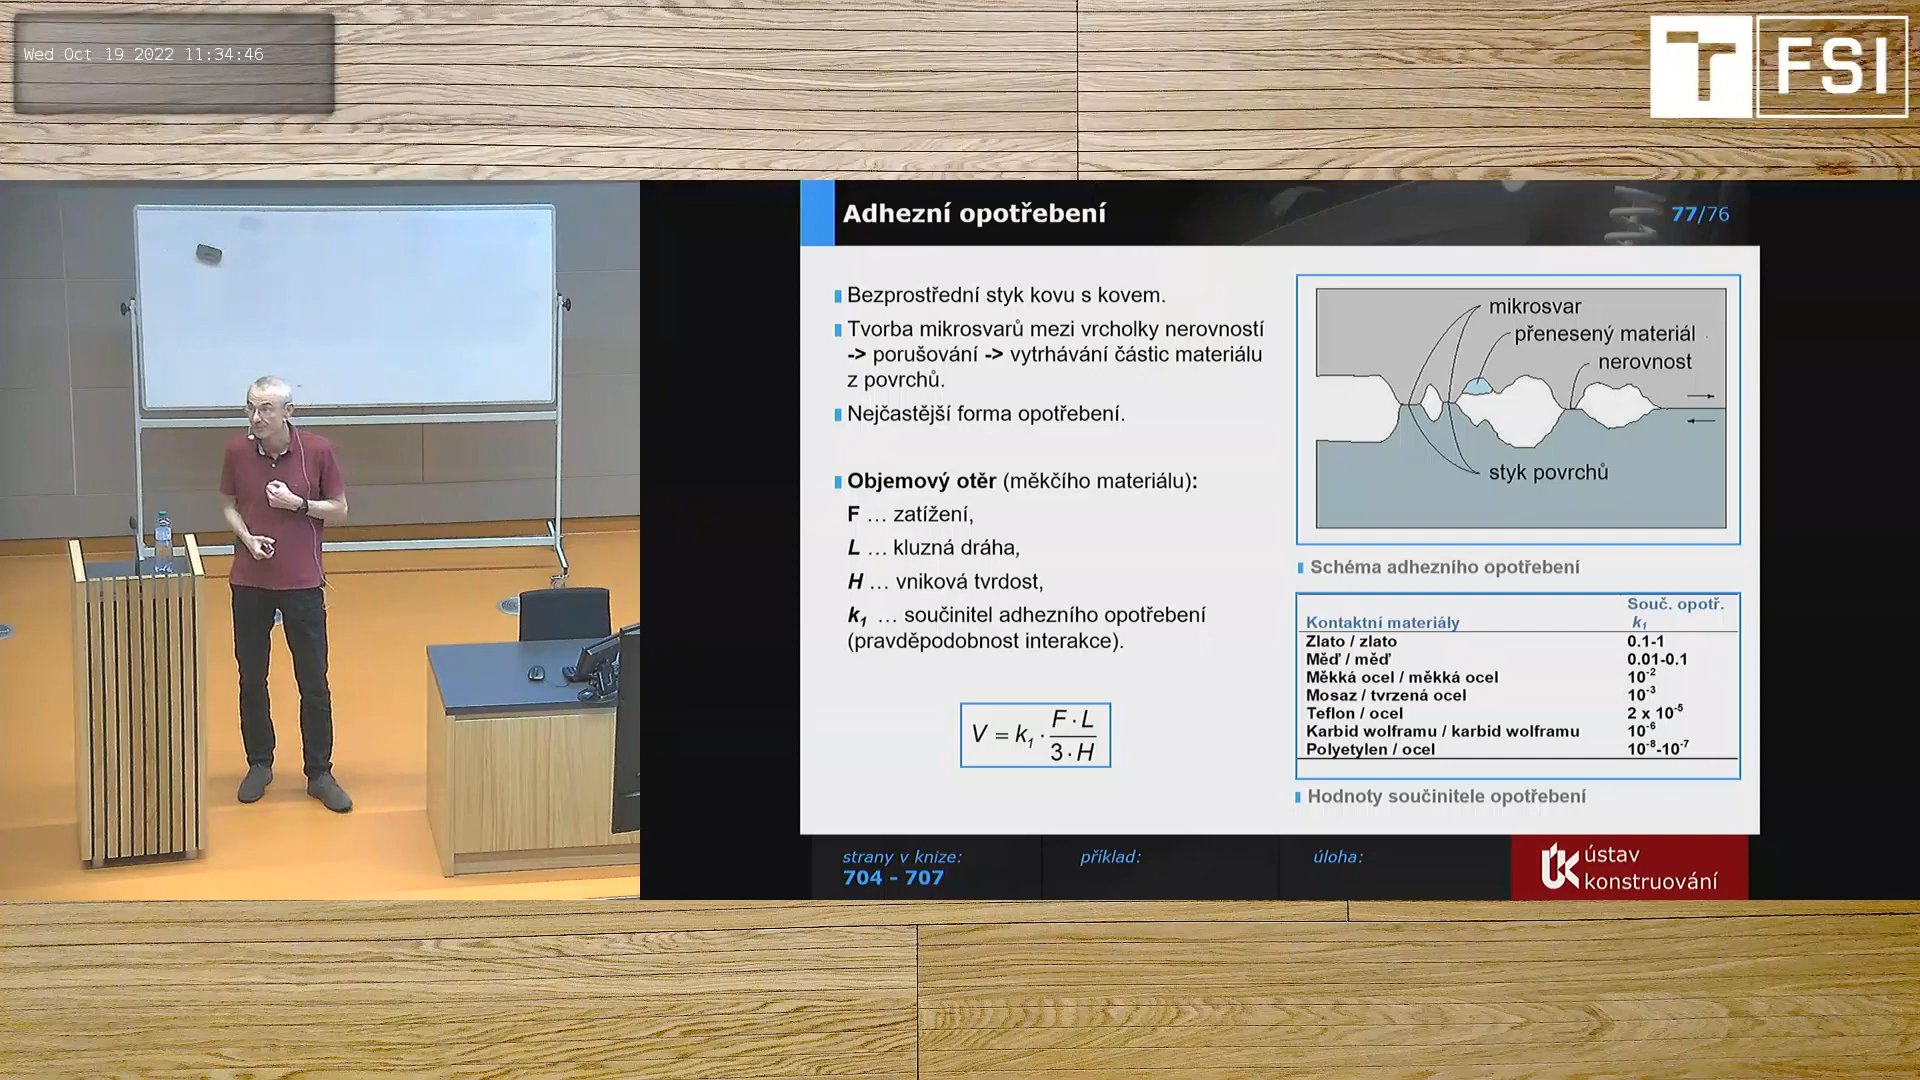 Wed Oct 19 2022 11:34:46
T FSI
Adhezní opotřebení
77/76
Bezprostřední styk kovu s kovem.
Tvorba mikrosvarů mezi vrcholky nerovností
-> porušování -> vytrhávání částic materiálu
z povrchů.
Nejčastější forma opotřebení.
Objemový otěr (měkčího materiálu):
F … zatížení,
L … kluzná dráha,
H … vniková tvrdost,
k₁ … součinitel adhezního opotřebení
(pravděpodobnost interakce).
V = k₁ · F · L / 3 · H
mikrosvar
přenesený materiál
nerovnost
styk povrchů
Schéma adhezního opotřebení
Souč. opotř.
Kontaktní materiály k₁
Zlato / zlato 0.1-1
Měď / měď 0.01-0.1
Měkká ocel / měkká ocel 10⁻²
Mosaz / tvrzená ocel 10⁻³
Teflon / ocel 2 x 10⁻⁵
Karbid wolframu / karbid wolframu 10⁻⁶
Polyetylen / ocel 10⁻⁸-10⁻⁷
Hodnoty součinitele opotřebení
strany v knize:
704 - 707
příklad:
úloha:
ÚK ústav
konstruování